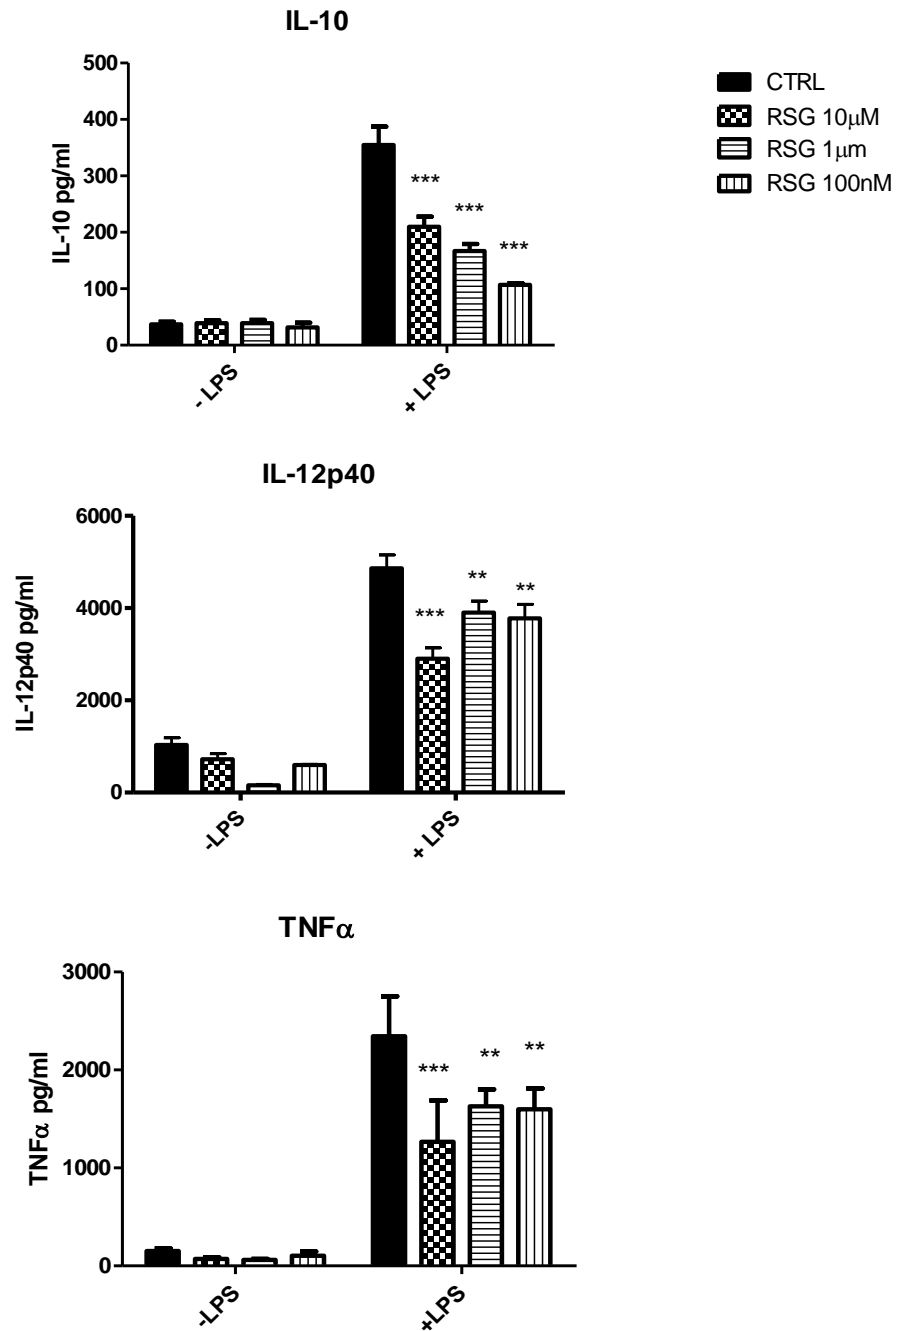 IL-10
500
400
300
200
100
0
IL-10 pg/ml
***
***
***
- LPS
+ LPS
CTRL
RSG 10μM
RSG 1μm
RSG 100nM
IL-12p40
6000
4000
2000
0
IL-12p40 pg/ml
***
**
**
-LPS
+ LPS
TNFα
3000
2000
1000
0
TNFα pg/ml
***
**
**
-LPS
+LPS